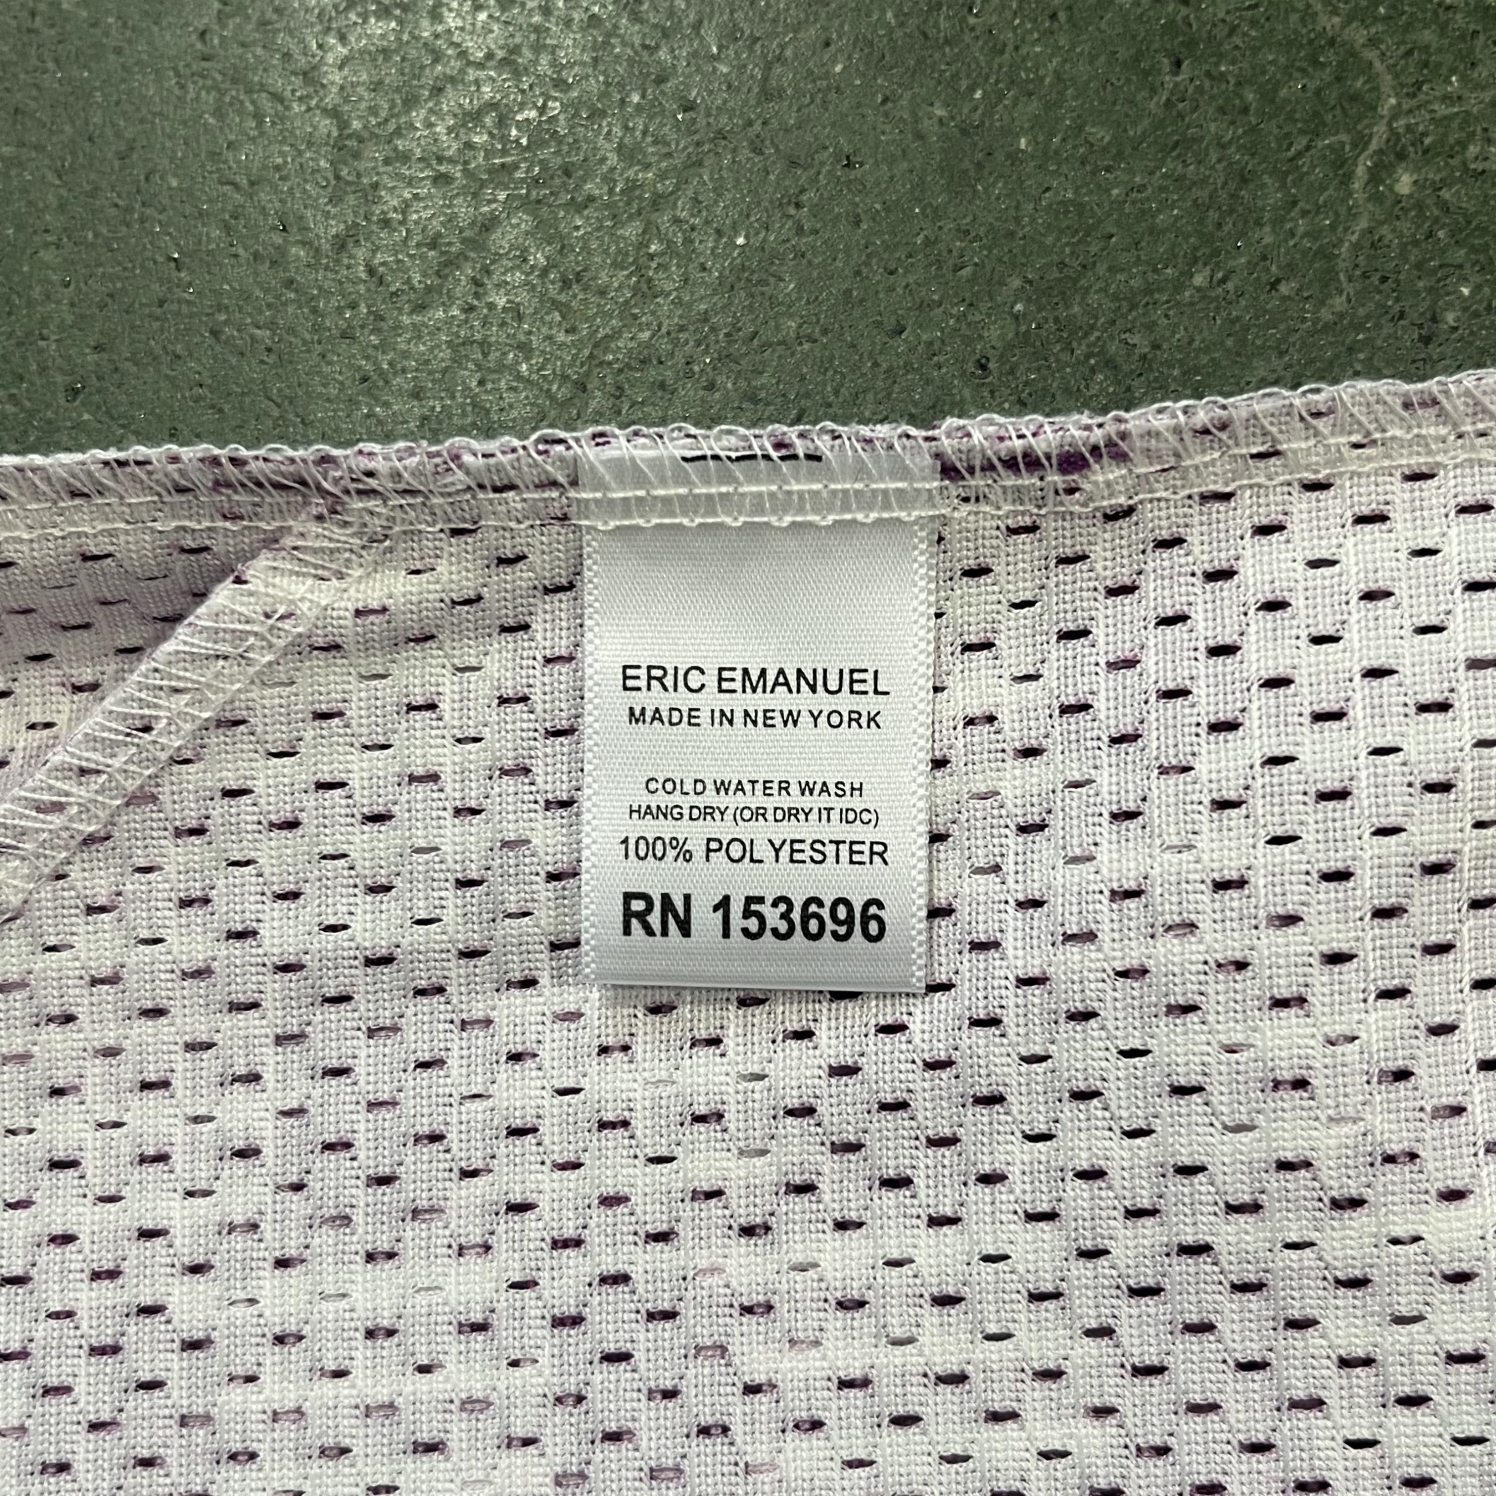 ERIC EMANUEL
MADE IN NEW YORK
COLD WATER WASH
HANG DRY (OR DRY IT IDC)
100% POLYESTER
RN 153696